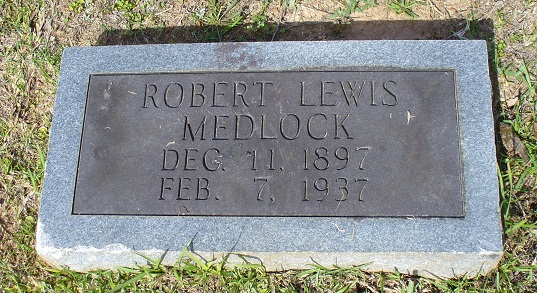 ROBERT LEWIS
MEDLOCK
DEC. 11, 1897
FEB. 7, 1937